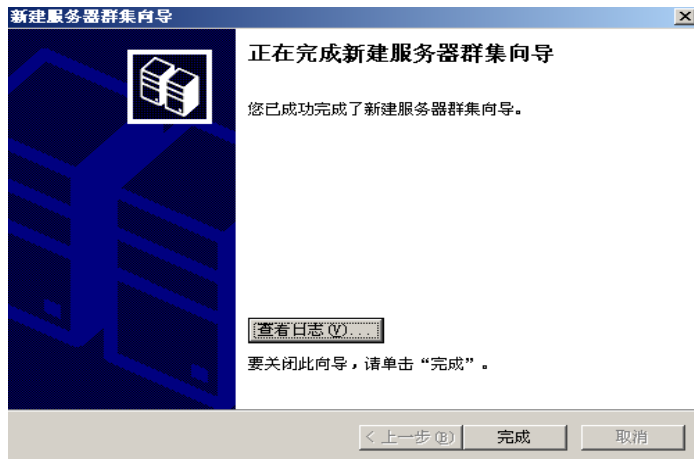 新建服务器群集向导
正在完成新建服务器群集向导
您已成功完成了新建服务器群集向导。
查看日志(V)...
要关闭此向导，请单击“完成”。
< 上一步(B)
完成
取消